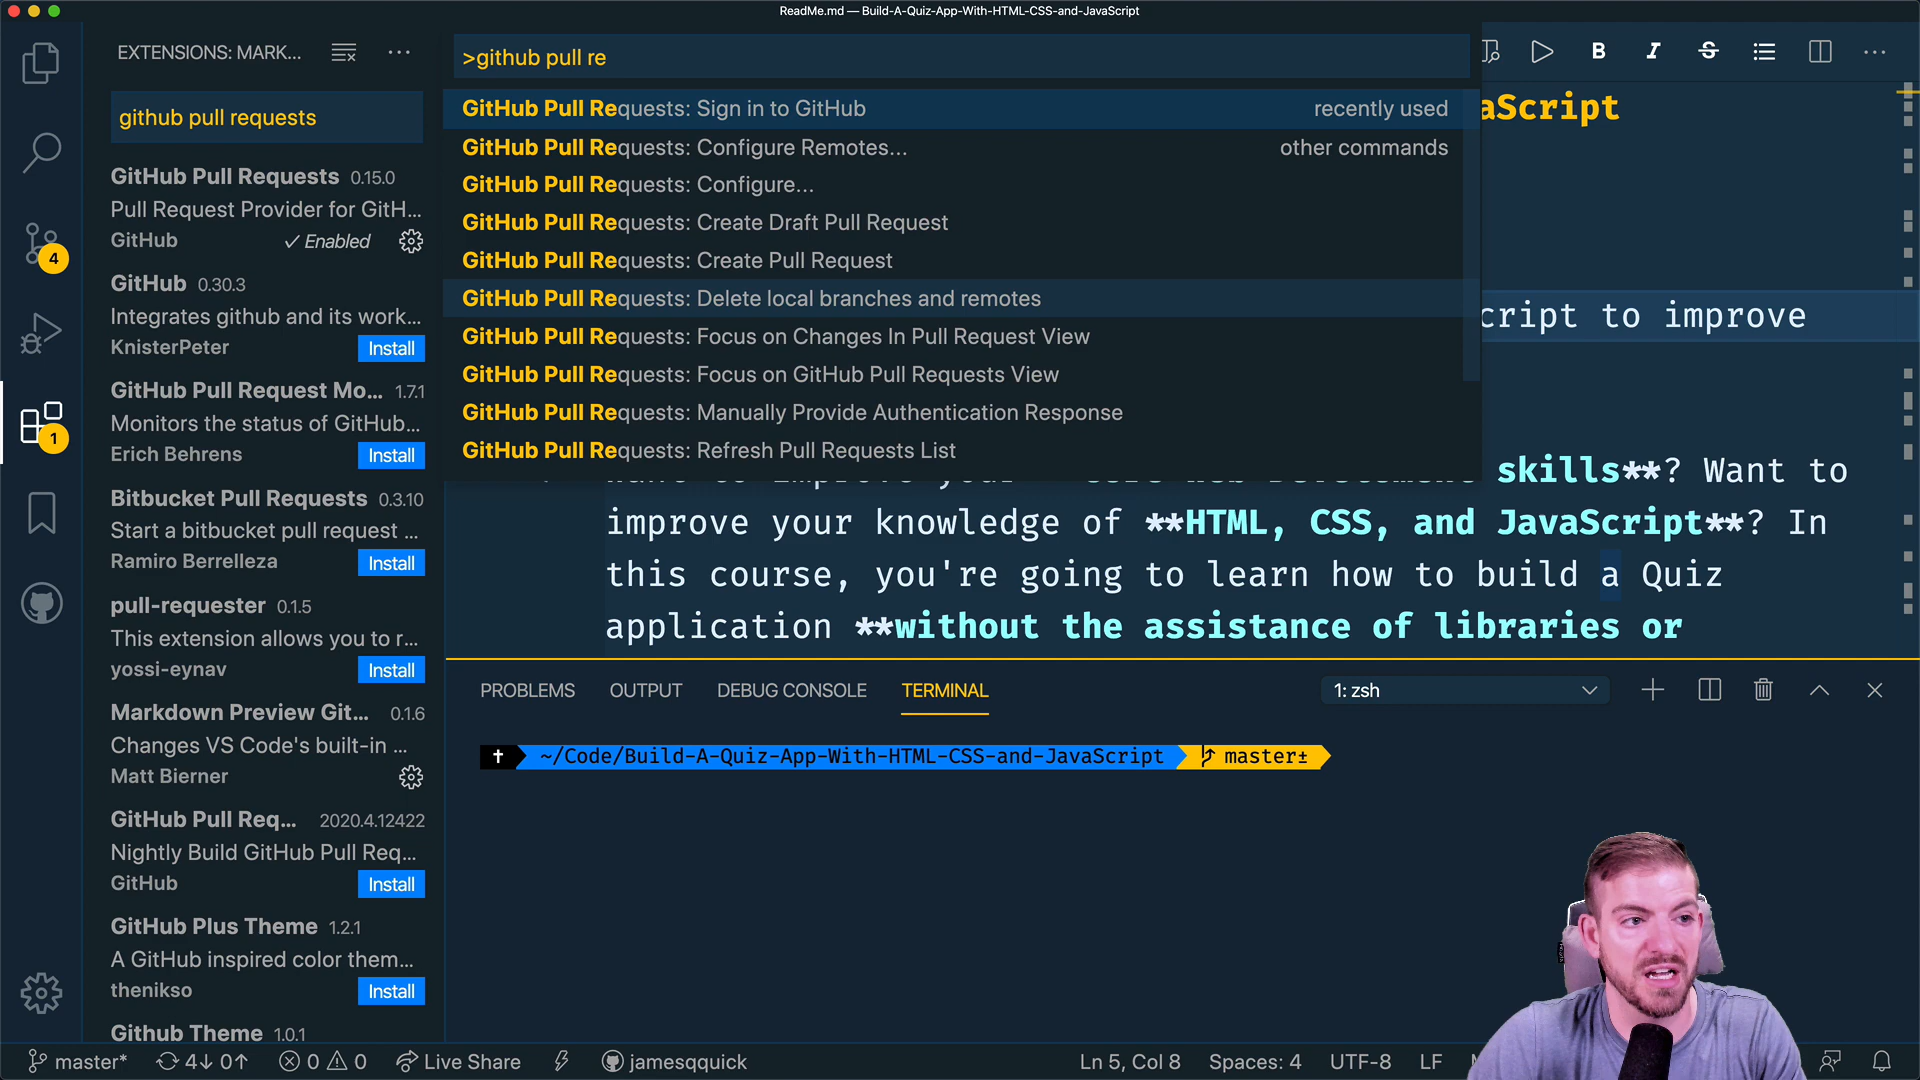 ReadMe.md — Build-A-Quiz-App-With-HTML-CSS-and-JavaScript
EXTENSIONS: MARK...
github pull requests
GitHub Pull Requests 0.15.0
Pull Request Provider for GitH...
GitHub ✓ Enabled
GitHub 0.30.3
Integrates github and its work...
KnisterPeter Install
GitHub Pull Request Mo... 1.7.1
Monitors the status of GitHub...
Erich Behrens Install
Bitbucket Pull Requests 0.3.10
Start a bitbucket pull request ...
Ramiro Berrelleza Install
pull-requester 0.1.5
This extension allows you to r...
yossi-eynav Install
Markdown Preview Git... 0.1.6
Changes VS Code's built-in ...
Matt Bierner
GitHub Pull Req... 2020.4.12422
Nightly Build GitHub Pull Req...
GitHub Install
GitHub Plus Theme 1.2.1
A GitHub inspired color them...
thenikso Install
Github Theme 1.0.1
4
1
>github pull re
GitHub Pull Requests: Sign in to GitHub recently used
GitHub Pull Requests: Configure Remotes... other commands
GitHub Pull Requests: Configure...
GitHub Pull Requests: Create Draft Pull Request
GitHub Pull Requests: Create Pull Request
GitHub Pull Requests: Delete local branches and remotes
GitHub Pull Requests: Focus on Changes In Pull Request View
GitHub Pull Requests: Focus on GitHub Pull Requests View
GitHub Pull Requests: Manually Provide Authentication Response
GitHub Pull Requests: Refresh Pull Requests List
B I S
aScript
cript to improve
skills**? Want to
improve your knowledge of **HTML, CSS, and JavaScript**? In
this course, you're going to learn how to build a Quiz
application **without the assistance of libraries or
PROBLEMS OUTPUT DEBUG CONSOLE TERMINAL 1: zsh
~/Code/Build-A-Quiz-App-With-HTML-CSS-and-JavaScript master±
master* 4↓ 0↑ 0 0 Live Share jamesqquick Ln 5, Col 8 Spaces: 4 UTF-8 LF